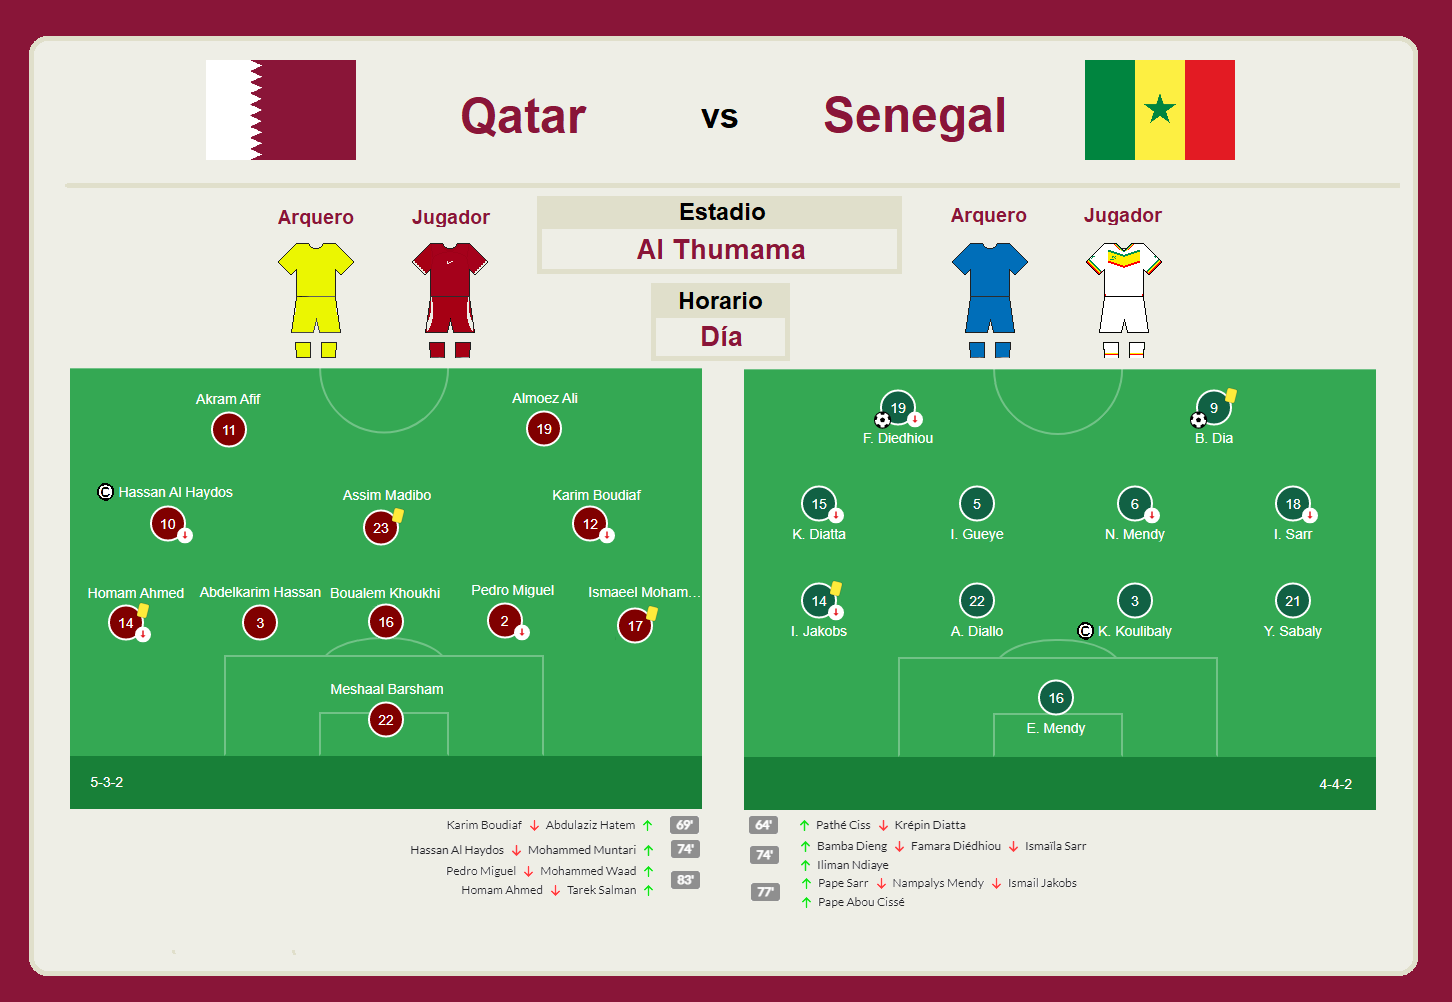 Qatar vs Senegal
Arquero Jugador
Estadio
Al Thumama
Horario
Día
Arquero Jugador
Akram Afif Almoez Ali
11 19
© Hassan Al Haydos Assim Madibo Karim Boudiaf
10 23 12
Homam Ahmed Abdelkarim Hassan Boualem Khoukhi Pedro Miguel Ismaeel Moham...
14 3 16 2 17
Meshaal Barsham
22
5-3-2
19 9
F. Diedhiou B. Dia
15 5 6 18
K. Diatta I. Gueye N. Mendy I. Sarr
14 22 3 21
I. Jakobs A. Diallo © K. Koulibaly Y. Sabaly
16
E. Mendy
4-4-2
Karim Boudiaf ↓ Abdulaziz Hatem ↑ 69'
Hassan Al Haydos ↓ Mohammed Muntari ↑ 74'
Pedro Miguel ↓ Mohammed Waad ↑
83'
Homam Ahmed ↓ Tarek Salman ↑
64' ↑ Pathé Ciss ↓ Krépin Diatta
74' ↑ Bamba Dieng ↓ Famara Diédhiou ↓ Ismaïla Sarr
↑ Iliman Ndiaye
77' ↑ Pape Sarr ↓ Nampalys Mendy ↓ Ismail Jakobs
↑ Pape Abou Cissé